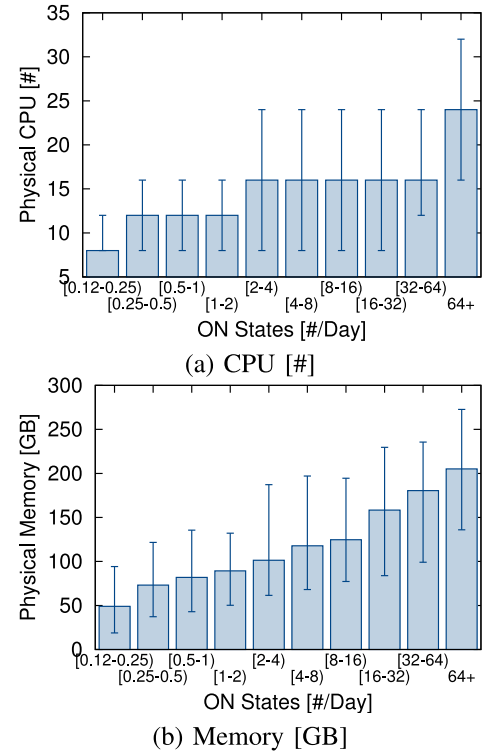 35
30
25
20
15
10
5
Physical CPU [#]
[0.12-0.25) [0.5-1) [2-4) [8-16) [32-64)
[0.25-0.5) [1-2) [4-8) [16-32) 64+
ON States [#/Day]
(a) CPU [#]
300
250
200
150
100
50
0
Physical Memory [GB]
[0.12-0.25) [0.5-1) [2-4) [8-16) [32-64)
[0.25-0.5) [1-2) [4-8) [16-32) 64+
ON States [#/Day]
(b) Memory [GB]